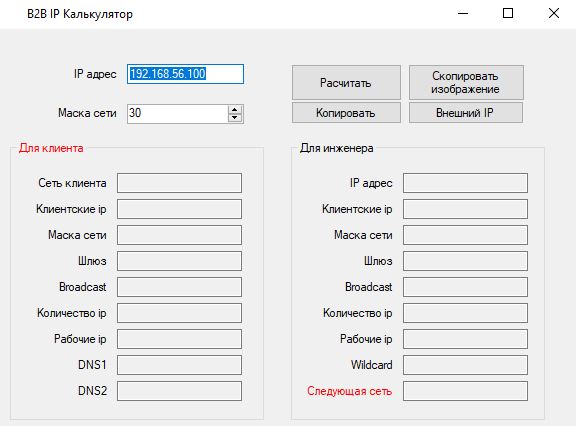 B2B IP Калькулятор
IP адрес 192.168.56.100
Маска сети 30
Расчитать
Скопировать
изображение
Копировать
Внешний IP
Для клиента
Сеть клиента
Клиентские ip
Маска сети
Шлюз
Broadcast
Количество ip
Рабочие ip
DNS1
DNS2
Для инженера
IP адрес
Клиентские ip
Маска сети
Шлюз
Broadcast
Количество ip
Рабочие ip
Wildcard
Следующая сеть